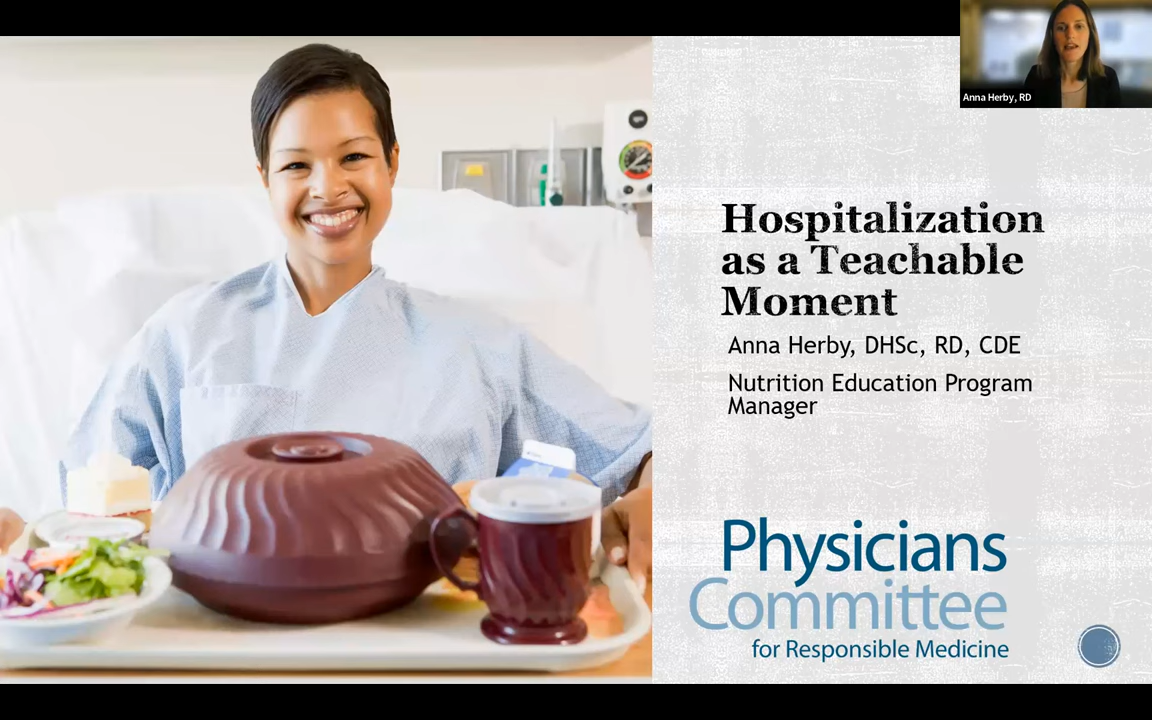 Anna Herby, RD
Hospitalization
as a Teachable
Moment
Anna Herby, DHSc, RD, CDE
Nutrition Education Program
Manager
Physicians
Committee
for Responsible Medicine